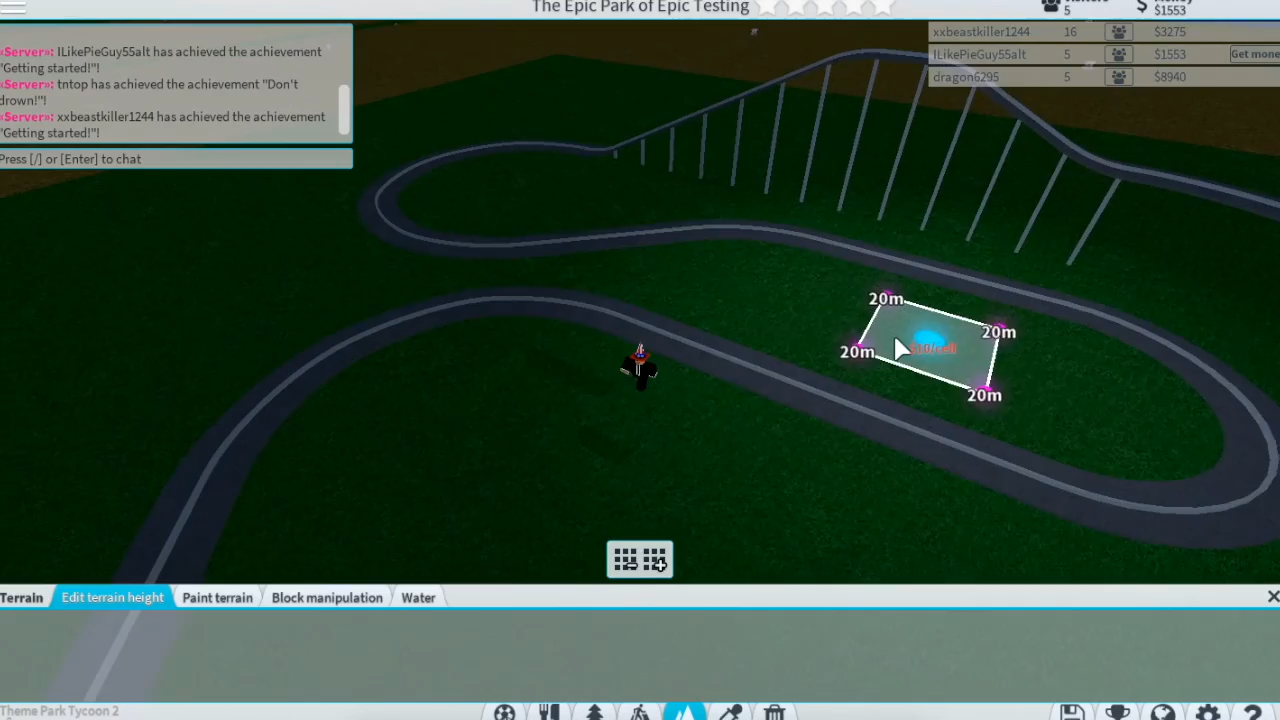 The Epic Park of Epic Testing
5
$
$1553
«Server»: ILikePieGuy55alt has achieved the achievement
"Getting started!"!
«Server»: tntop has achieved the achievement "Don't
drown!"!
«Server»: xxbeastkiller1244 has achieved the achievement
"Getting started!"!
Press [/] or [Enter] to chat
xxbeastkiller1244 16 $3275
ILikePieGuy55alt 5 $1553 Get mone
dragon6295 5 $8940
20m
20m
20m
$10/cell
20m
Terrain Edit terrain height Paint terrain Block manipulation Water
Theme Park Tycoon 2
?